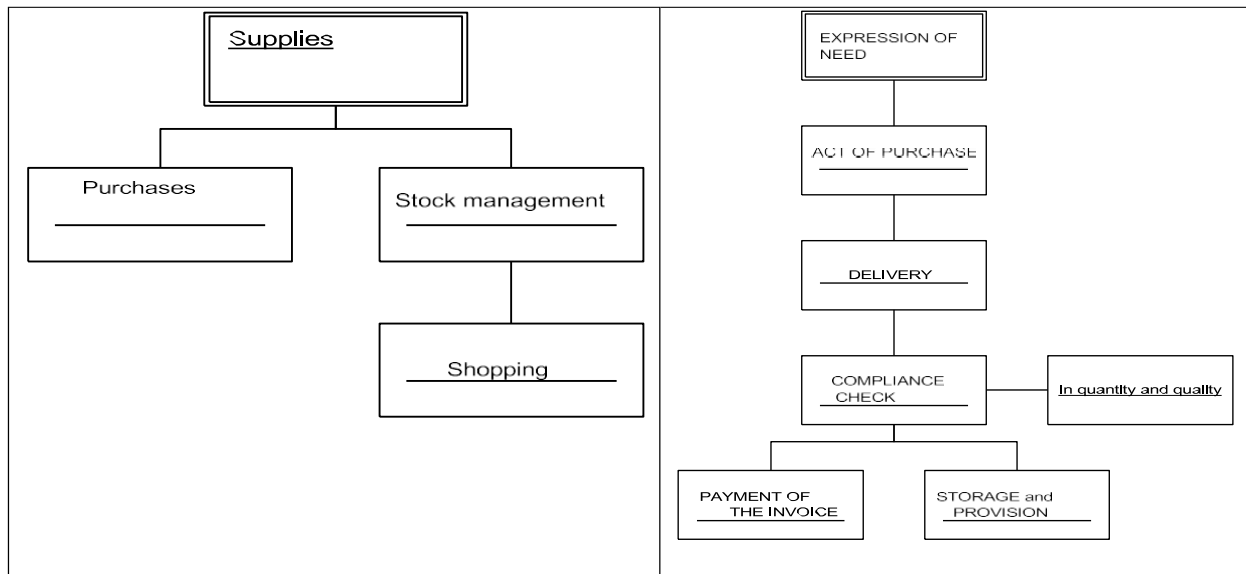 Supplies
Purchases
Stock management
Shopping
EXPRESSION OF
NEED
ACT OF PURCHASE
DELIVERY
COMPLIANCE
CHECK
In quantity and quality
PAYMENT OF
THE INVOICE
STORAGE and
PROVISION